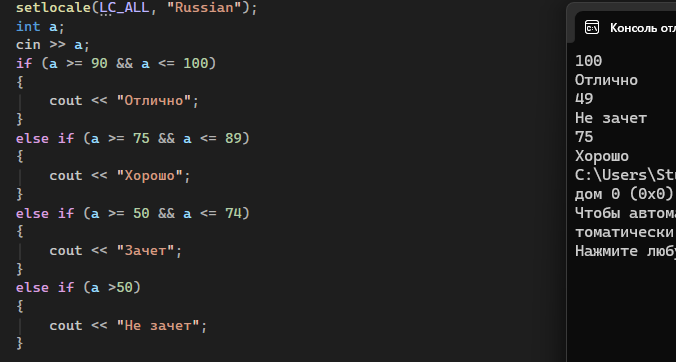 setlocale(LC_ALL, "Russian");
int a;
cin >> a;
if (a >= 90 && a <= 100)
{
cout << "Отлично";
}
else if (a >= 75 && a <= 89)
{
cout << "Хорошо";
}
else if (a >= 50 && a <= 74)
{
cout << "Зачет";
}
else if (a >50)
{
cout << "Не зачет";
}
Консоль отл
100
Отлично
49
Не зачет
75
Хорошо
C:\Users\Stu
дом 0 (0x0)
Чтобы автома
томатически
Нажмите любу